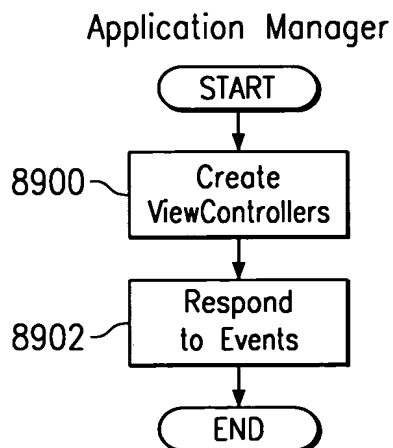 Application Manager
START
8900
Create
ViewControllers
Respond
8902
to Events
END